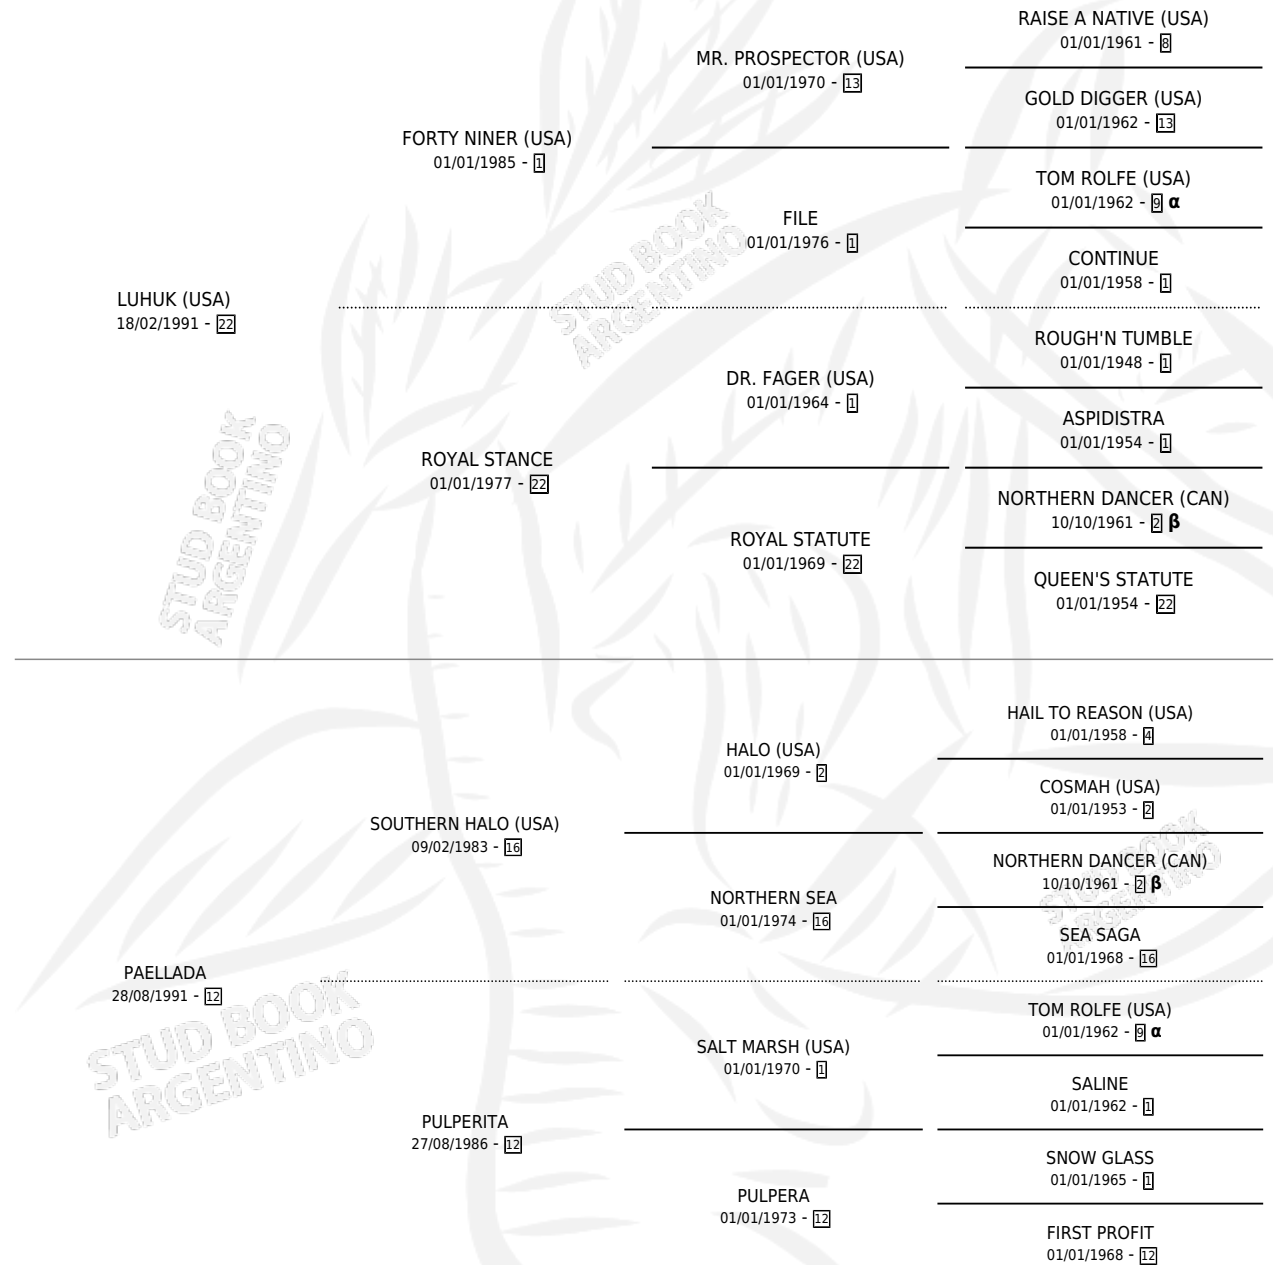 RAISE A NATIVE (USA)
01/01/1961 - 8
MR. PROSPECTOR (USA)
01/01/1970 - 13
GOLD DIGGER (USA)
01/01/1962 - 13
FORTY NINER (USA)
01/01/1985 - 1
TOM ROLFE (USA)
01/01/1962 - 9 α
FILE
01/01/1976 - 1
CONTINUE
01/01/1958 - 1
LUHUK (USA)
18/02/1991 - 22
ROUGH'N TUMBLE
01/01/1948 - 1
DR. FAGER (USA)
01/01/1964 - 1
ASPIDISTRA
01/01/1954 - 1
ROYAL STANCE
01/01/1977 - 22
NORTHERN DANCER (CAN)
10/10/1961 - 2 β
ROYAL STATUTE
01/01/1969 - 22
QUEEN'S STATUTE
01/01/1954 - 22
HAIL TO REASON (USA)
01/01/1958 - 4
HALO (USA)
01/01/1969 - 2
COSMAH (USA)
01/01/1953 - 2
SOUTHERN HALO (USA)
09/02/1983 - 16
NORTHERN DANCER (CAN)
10/10/1961 - 2 β
NORTHERN SEA
01/01/1974 - 16
SEA SAGA
01/01/1968 - 16
PAELLADA
28/08/1991 - 12
TOM ROLFE (USA)
01/01/1962 - 9 α
SALT MARSH (USA)
01/01/1970 - 1
SALINE
01/01/1962 - 1
PULPERITA
27/08/1986 - 12
SNOW GLASS
01/01/1965 - 1
PULPERA
01/01/1973 - 12
FIRST PROFIT
01/01/1968 - 12
STUD BOOK
ARGENTINO
STUD BOOK
ARGENTINO
STUD BOOK
ARGENTINO
STUD BOOK
ARGENTINO